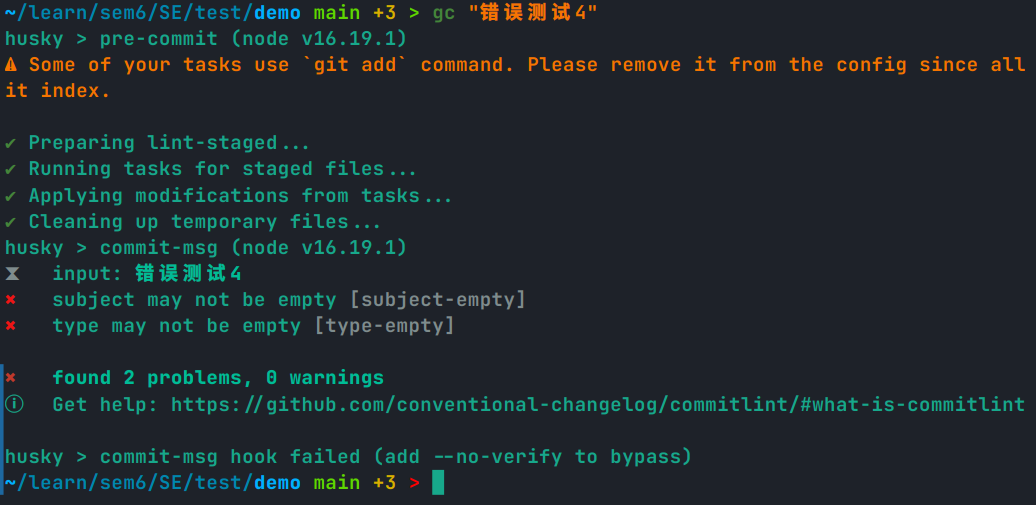 ~/learn/sem6/SE/test/demo main +3 > gc "错误测试4"
husky > pre-commit (node v16.19.1)
⚠ Some of your tasks use `git add` command. Please remove it from the config since all
it index.
✔ Preparing lint-staged...
✔ Running tasks for staged files...
✔ Applying modifications from tasks...
✔ Cleaning up temporary files...
husky > commit-msg (node v16.19.1)
⧗ input: 错误测试4
✖ subject may not be empty [subject-empty]
✖ type may not be empty [type-empty]
✖ found 2 problems, 0 warnings
ⓘ Get help: https://github.com/conventional-changelog/commitlint/#what-is-commitlint
husky > commit-msg hook failed (add --no-verify to bypass)
~/learn/sem6/SE/test/demo main +3 >